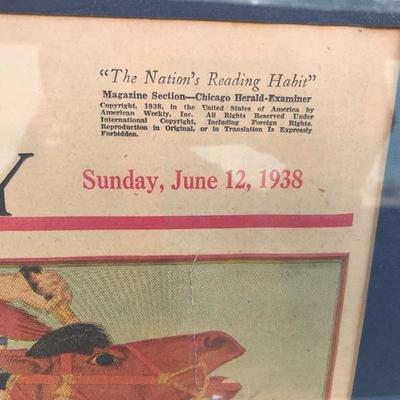 "The Nation's Reading Habit"
Magazine Section—Chicago Herald-Examiner
Copyright, 1938, in the United States of America by
American Weekly, Inc. All Rights Reserved Under
International Copyright, Including Foreign Rights.
Reproduction in Original, or in Translation Is Expressly
Forbidden.
Y
Sunday, June 12, 1938